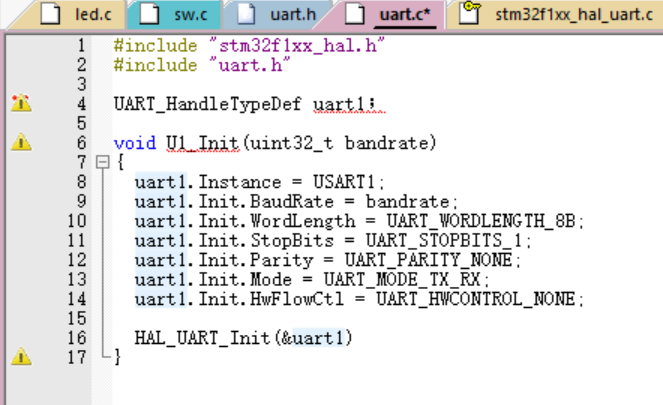 led.c sw.c uart.h uart.c* stm32f1xx_hal_uart.c
1 #include "stm32f1xx_hal.h"
2 #include "uart.h"
3
4 UART_HandleTypeDef uart1;
5
6 void U1_Init(uint32_t bandrate)
7 {
8 uart1.Instance = USART1;
9 uart1.Init.BaudRate = bandrate;
10 uart1.Init.WordLength = UART_WORDLENGTH_8B;
11 uart1.Init.StopBits = UART_STOPBITS_1;
12 uart1.Init.Parity = UART_PARITY_NONE;
13 uart1.Init.Mode = UART_MODE_TX_RX;
14 uart1.Init.HwFlowCtl = UART_HWCONTROL_NONE;
15
16 HAL_UART_Init(&uart1)
17 }